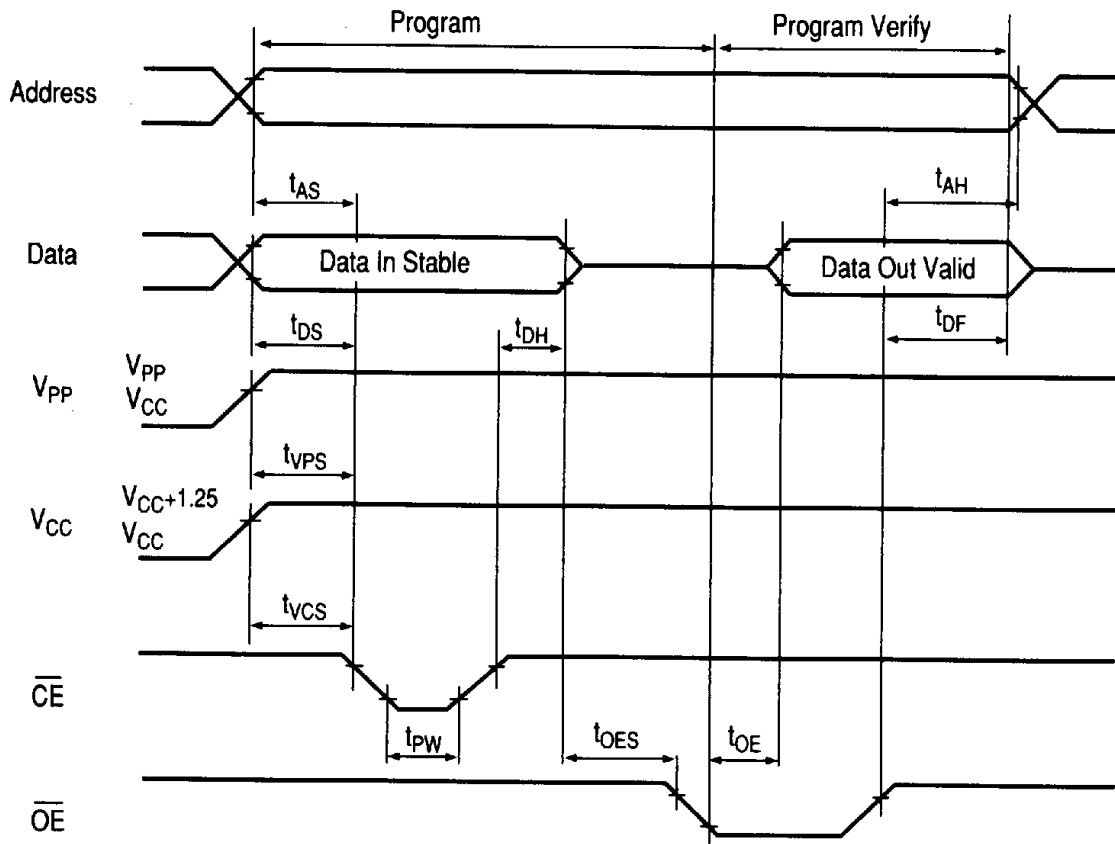 Program Program Verify
Address
tAS tAH
Data Data In Stable Data Out Valid
tDS tDH tDF
VPP VPP
VCC
tVPS
VCC VCC+1.25
VCC
tVCS
CE
tPW tOES tOE
OE